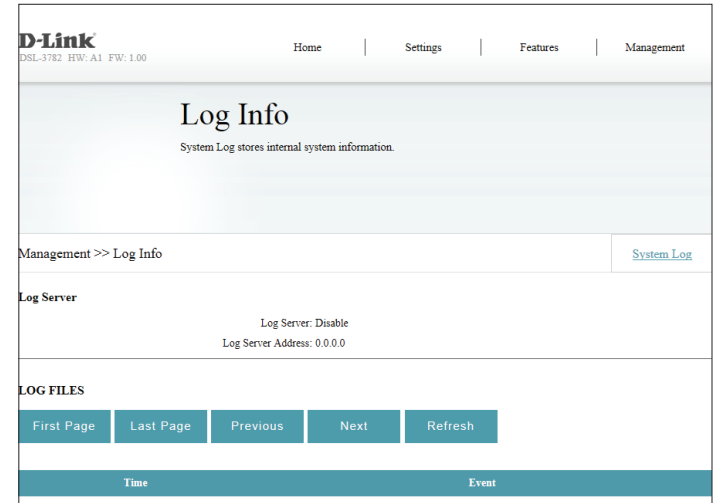 D-Link
DSL-3782 HW: A1 FW: 1.00
Home Settings Features Management
Log Info
System Log stores internal system information.
Management >> Log Info System Log
Log Server
Log Server: Disable
Log Server Address: 0.0.0.0
LOG FILES
First Page Last Page Previous Next Refresh
Time Event